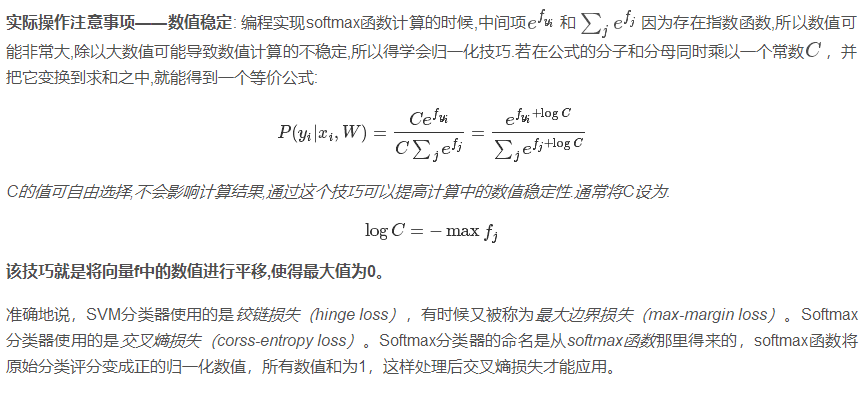 实际操作注意事项——数值稳定: 编程实现softmax函数计算的时候,中间项$e^{f_{y_i}}$ 和 $\sum_j e^{f_j}$ 因为存在指数函数,所以数值可
能非常大,除以大数值可能导致数值计算的不稳定,所以得学会归一化技巧.若在公式的分子和分母同时乘以一个常数$C$ ，并
把它变换到求和之中,就能得到一个等价公式:
$P(y_i|x_i, W) = \frac{Ce^{f_{y_i}}}{C\sum_j e^{f_j}} = \frac{e^{f_{y_i}+\log C}}{\sum_j e^{f_j+\log C}}$
C的值可自由选择,不会影响计算结果,通过这个技巧可以提高计算中的数值稳定性.通常将C设为.
$\log C = -\max f_j$
该技巧就是将向量f中的数值进行平移,使得最大值为0。
准确地说，SVM分类器使用的是铰链损失（hinge loss），有时候又被称为最大边界损失（max-margin loss）。Softmax
分类器使用的是交叉熵损失（corss-entropy loss）。Softmax分类器的命名是从softmax函数那里得来的，softmax函数将
原始分类评分变成正的归一化数值，所有数值和为1，这样处理后交叉熵损失才能应用。